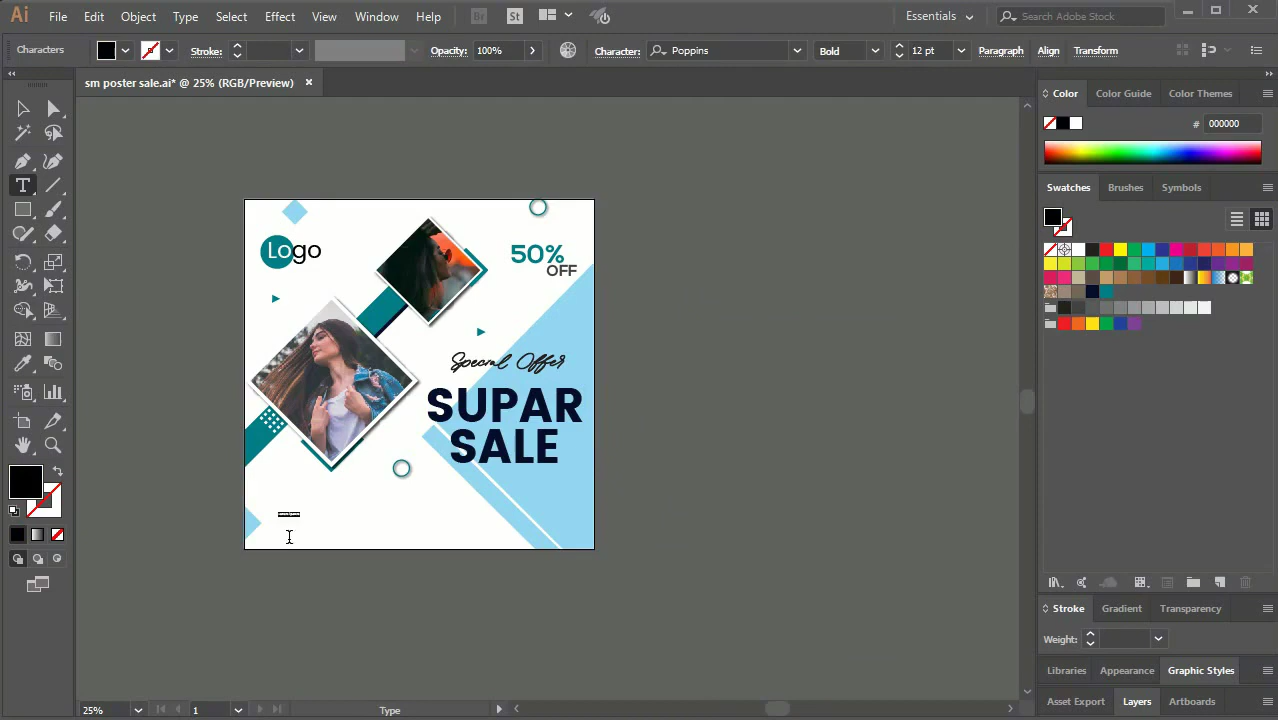 Ai File Edit Object Type Select Effect View Window Help Br St Essentials Search Adobe Stock
Characters Stroke: Opacity: 100% Character: Poppins Bold 12 pt Paragraph Align Transform
sm poster sale.ai* @ 25% (RGB/Preview)
Color Color Guide Color Themes
# 000000
Swatches Brushes Symbols
Logo
50%
OFF
Special Offer
SUPAR
SALE
Stroke Gradient Transparency
Weight:
Libraries Appearance Graphic Styles
Asset Export Layers Artboards
25% 1 Type